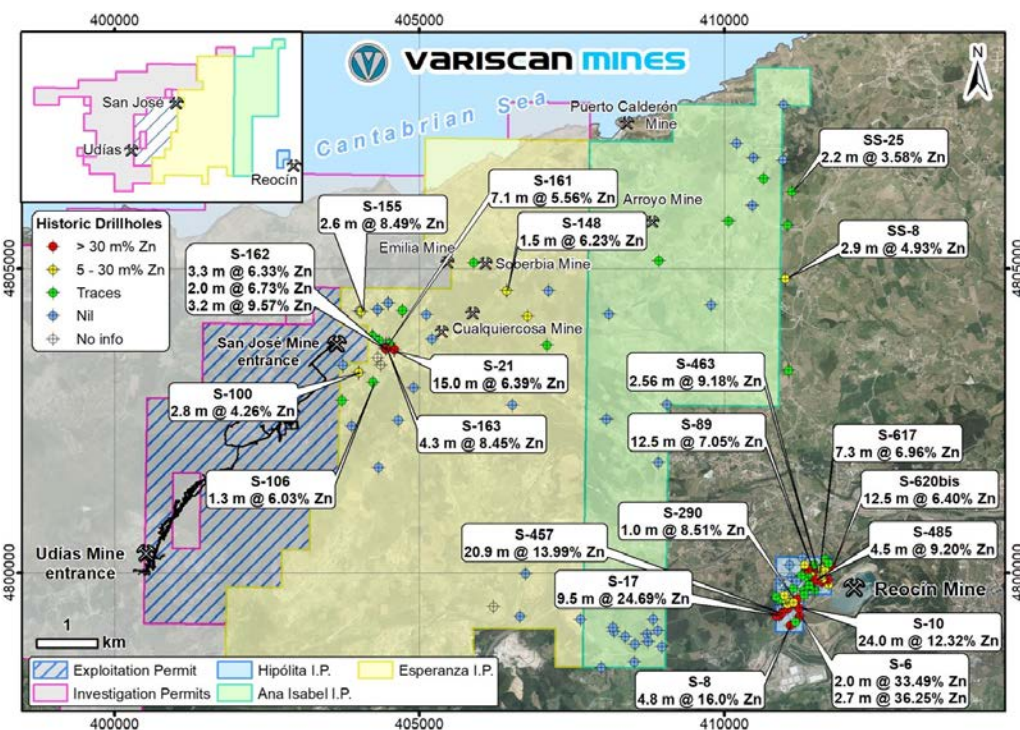 400000
405000
410000
VARISCAN MINES
N
San José
Udías
Reocín
Cantabrian Sea
Puerto Calderón
Mine
SS-25
2.2 m @ 3.58% Zn
S-161
7.1 m @ 5.56% Zn
S-155
2.6 m @ 8.49% Zn
Arroyo Mine
S-148
1.5 m @ 6.23% Zn
Historic Drillholes
> 30 m% Zn
5 - 30 m% Zn
Traces
Nil
No info
S-162
3.3 m @ 6.33% Zn
2.0 m @ 6.73% Zn
3.2 m @ 9.57% Zn
Emilia Mine
Soberbia Mine
SS-8
2.9 m @ 4.93% Zn
4805000
4805000
Cualquiercosa Mine
San José Mine
entrance
S-21
15.0 m @ 6.39% Zn
S-463
2.56 m @ 9.18% Zn
S-100
2.8 m @ 4.26% Zn
S-163
4.3 m @ 8.45% Zn
S-89
12.5 m @ 7.05% Zn
S-617
7.3 m @ 6.96% Zn
S-106
1.3 m @ 6.03% Zn
S-620bis
12.5 m @ 6.40% Zn
S-290
1.0 m @ 8.51% Zn
S-457
20.9 m @ 13.99% Zn
S-485
4.5 m @ 9.20% Zn
Udías Mine
entrance
4800000
4800000
S-17
9.5 m @ 24.69% Zn
Reocín Mine
S-10
24.0 m @ 12.32% Zn
1
km
S-6
2.0 m @ 33.49% Zn
2.7 m @ 36.25% Zn
S-8
4.8 m @ 16.0% Zn
Exploitation Permit
Hipólita I.P.
Esperanza I.P.
Investigation Permits
Ana Isabel I.P.
400000
405000
410000